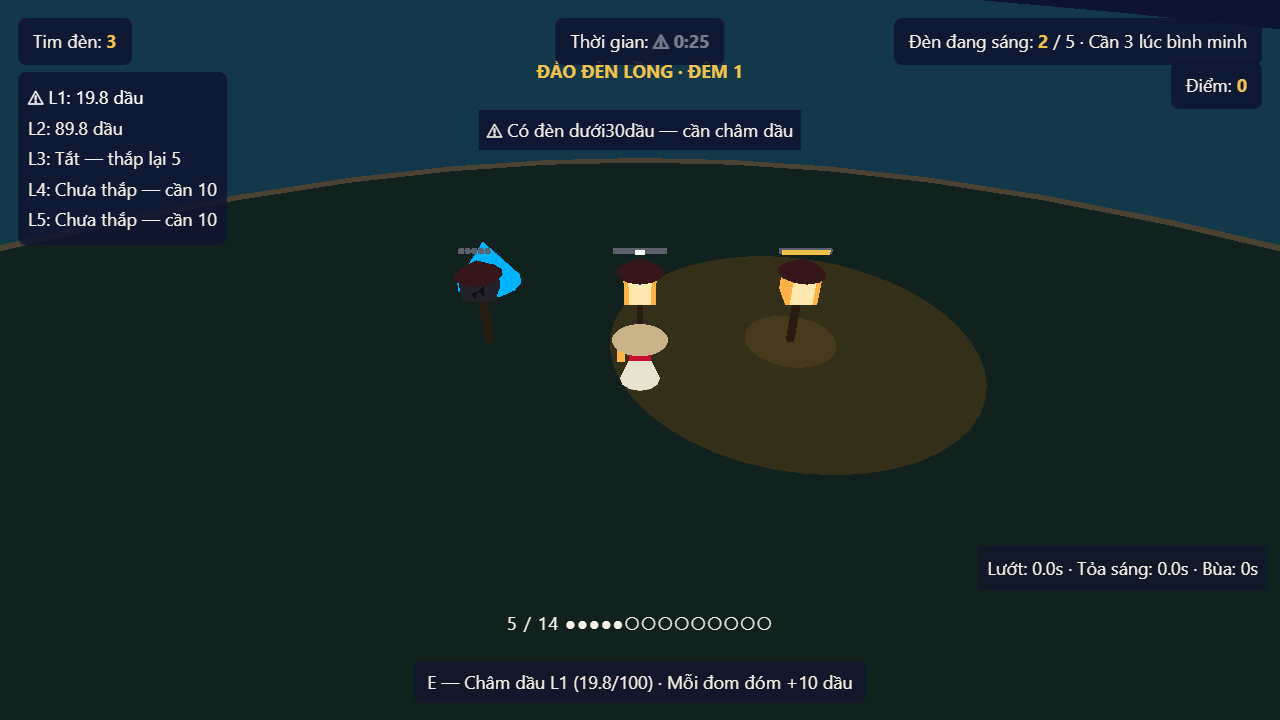 Tim đèn: 3
Thời gian: ⚠ 0:25
Đèn đang sáng: 2 / 5 · Cần 3 lúc bình minh
ĐẢO ĐÈN LỒNG · ĐÊM 1
Điểm: 0
⚠ L1: 19.8 dầu
L2: 89.8 dầu
L3: Tắt — thắp lại 5
L4: Chưa thắp — cần 10
L5: Chưa thắp — cần 10
⚠ Có đèn dưới30dầu — cần châm dầu
Lướt: 0.0s · Tỏa sáng: 0.0s · Bùa: 0s
5 / 14 ●●●●●○○○○○○○○○
E — Châm dầu L1 (19.8/100) · Mỗi đom đóm +10 dầu